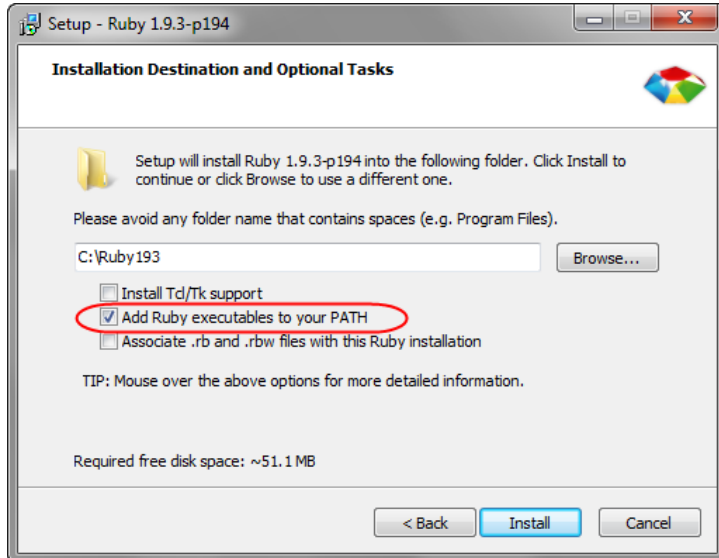 Setup - Ruby 1.9.3-p194
Installation Destination and Optional Tasks
Setup will install Ruby 1.9.3-p194 into the following folder. Click Install to
continue or click Browse to use a different one.
Please avoid any folder name that contains spaces (e.g. Program Files).
C:\Ruby193
Browse...
Install Tcl/Tk support
Add Ruby executables to your PATH
Associate .rb and .rbw files with this Ruby installation
TIP: Mouse over the above options for more detailed information.
Required free disk space: ~51.1 MB
< Back Install Cancel